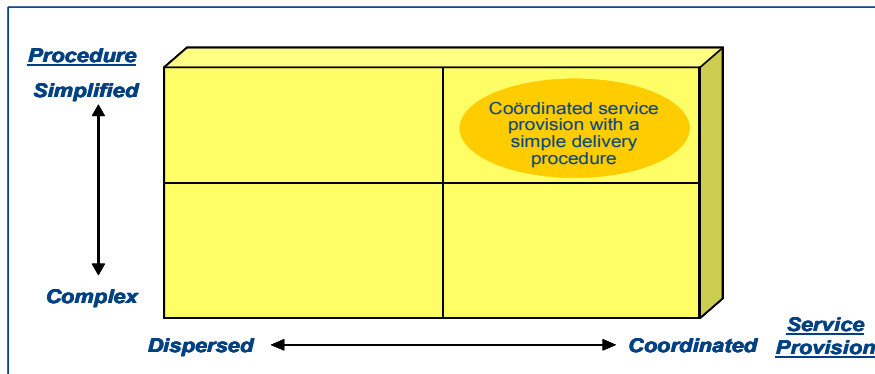 Procedure
Simplified
Coördinated service
provision with a
simple delivery
procedure
Complex
Dispersed
Coordinated
Service
Provision